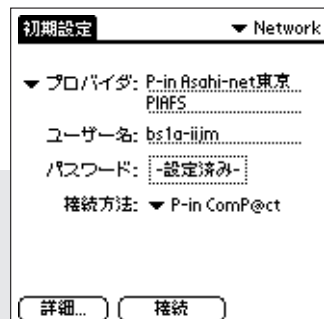 初期設定 ▼ Network
▼ プロバイダ: P-in Asahi-net東京
PIAFS
ユーザー名: bs1a-iijm
パスワード: -設定済み-
接続方法: ▼ P-in ComP@ct
詳細... 接続